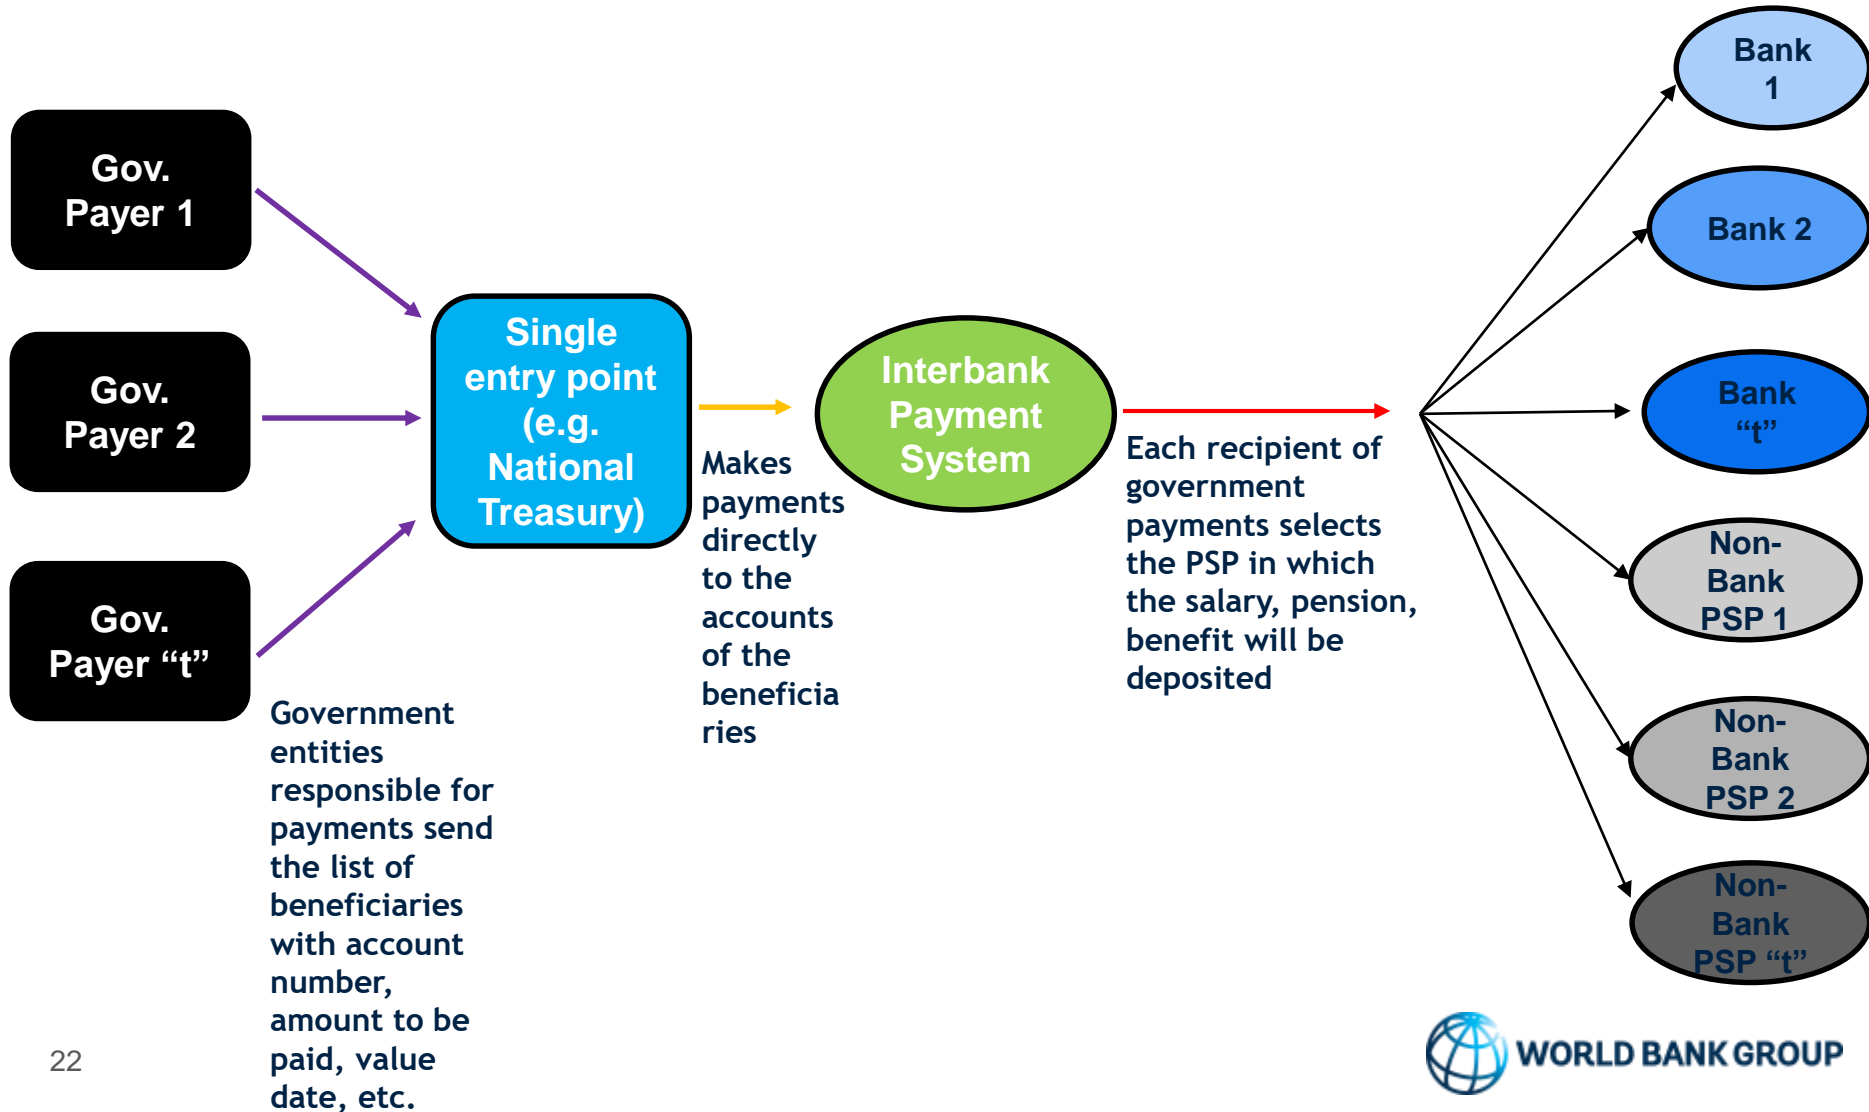 Gov.
Payer 1
Gov.
Payer 2
Gov.
Payer “t”
Government
entities
responsible for
payments send
the list of
beneficiaries
with account
number,
amount to be
paid, value
date, etc.
Single
entry point
(e.g.
National
Treasury)
Makes
payments
directly
to the
accounts
of the
beneficia
ries
Interbank
Payment
System
Each recipient of
government
payments selects
the PSP in which
the salary, pension,
benefit will be
deposited
Bank
1
Bank 2
Bank
“t”
Non-
Bank
PSP 1
Non-
Bank
PSP 2
Non-
Bank
PSP “t”
22
WORLD BANK GROUP